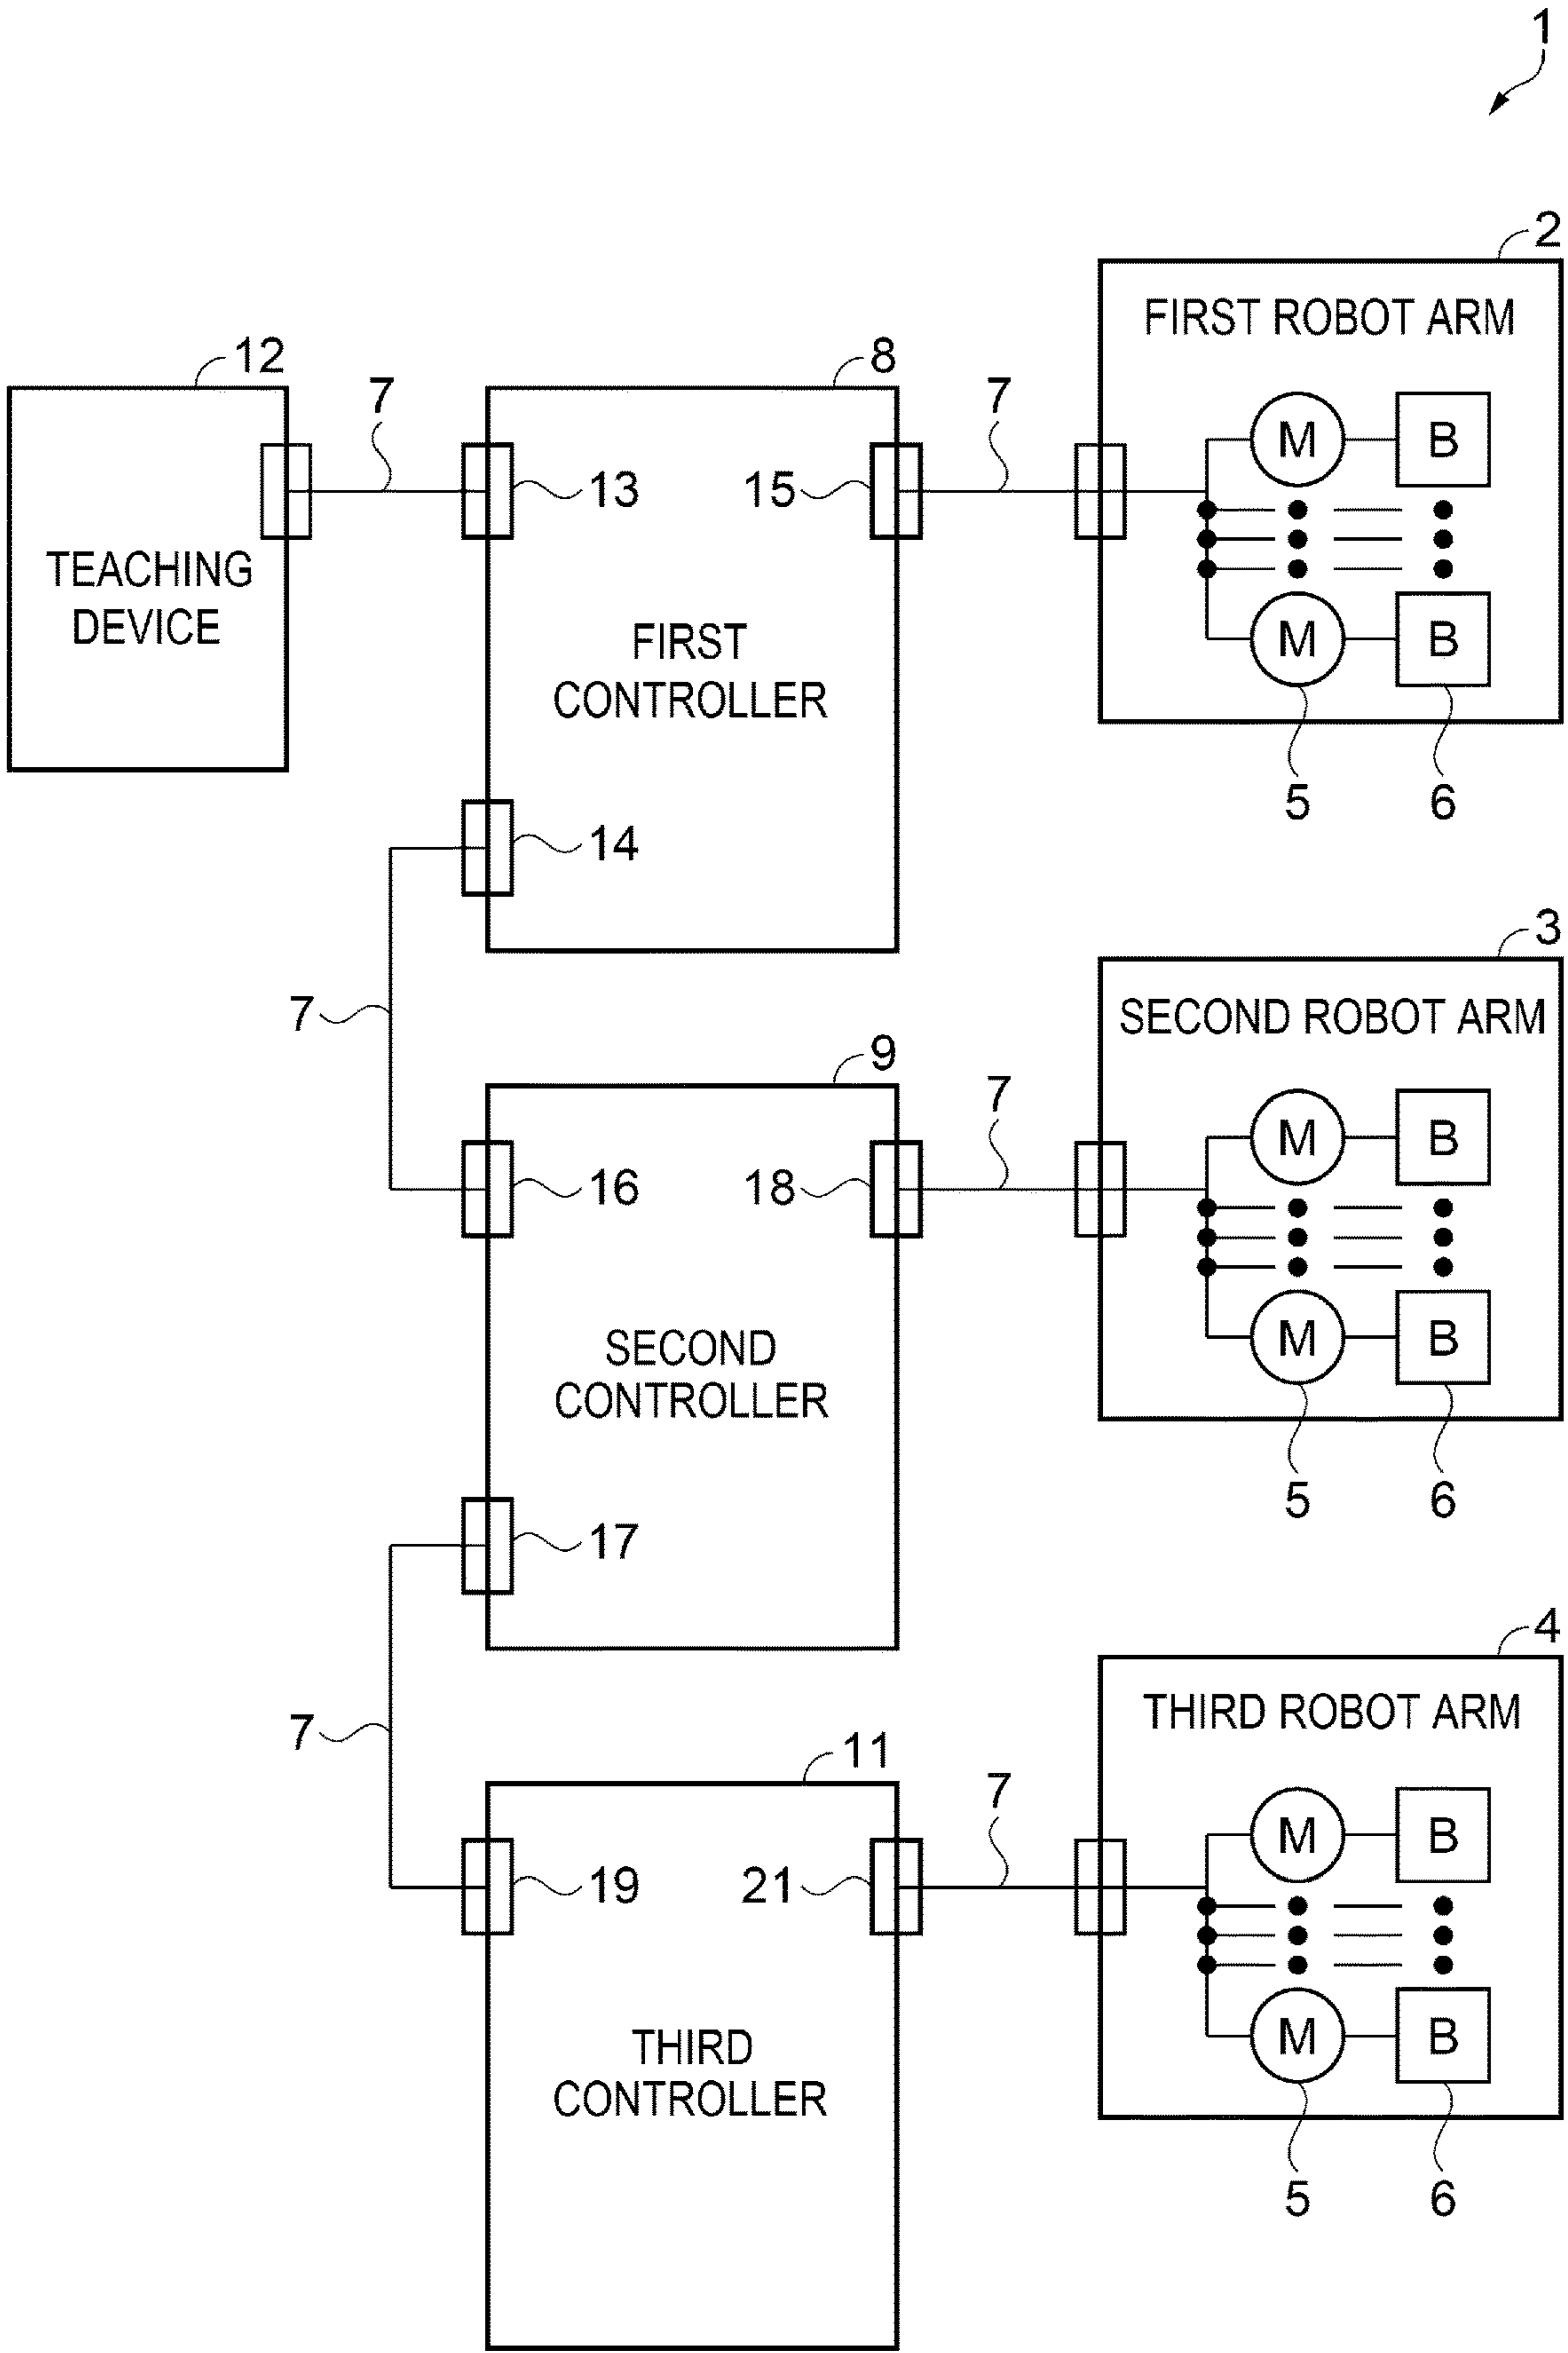 1
2
FIRST ROBOT ARM
12
8
7
7
M
B
13
15
TEACHING
DEVICE
FIRST
CONTROLLER
M
B
5
6
14
3
7
SECOND ROBOT ARM
9
7
M
B
16
18
SECOND
CONTROLLER
M
B
5
6
17
4
7
THIRD ROBOT ARM
11
7
M
B
19
21
THIRD
CONTROLLER
M
B
5
6